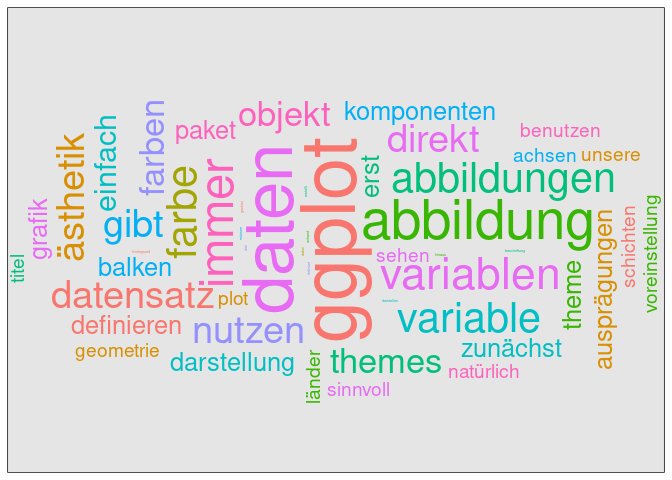 objekt
komponenten
paket
direkt
benutzen
achsen
unsere
einfach
farben
erst
abbildungen
ästhetik
gibt
farbe
immer
daten
ggplot
abbildung
grafik
titel
balken
sehen
variablen
theme
ausprägungen
schichten
voreinstellung
datensatz
plot
definieren
nutzen
variable
geometrie
darstellung
länder
themes
zunächst
natürlich
sinnvoll